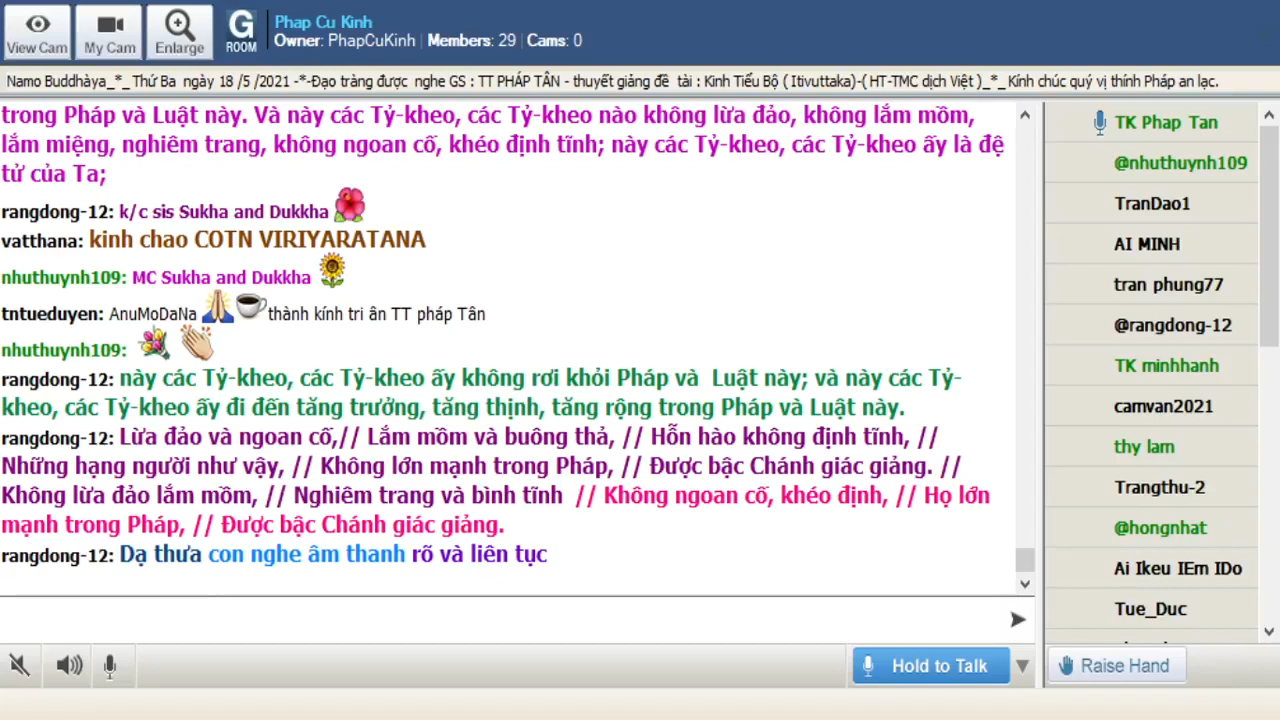 View Cam
My Cam
Enlarge
G
ROOM
Phap Cu Kinh
Owner: PhapCuKinh | Members: 29 | Cams: 0
Namo Buddhàya_*_ Thứ Ba ngày 18 /5 /2021 -*-Đạo tràng được nghe GS : TT PHÁP TÂN - thuyết giảng đề tài : Kinh Tiểu Bộ ( Itivuttaka)-( HT-TMC dịch Việt )_*_ Kính chúc quý vị thính Pháp an lạc.
trong Pháp và Luật này. Và này các Tỷ-kheo, các Tỷ-kheo nào không lừa đảo, không lắm mồm,
lắm miệng, nghiêm trang, không ngoan cố, khéo định tĩnh; này các Tỷ-kheo, các Tỷ-kheo ấy là đệ
tử của Ta;
rangdong-12: k/c sis Sukha and Dukkha
vatthana: kinh chao COTN VIRIYARATANA
nhuthuynh109: MC Sukha and Dukkha
tntueduyen: AnuMoDaNa thành kính tri ân TT pháp Tân
nhuthuynh109:
rangdong-12: này các Tỷ-kheo, các Tỷ-kheo ấy không rơi khỏi Pháp và Luật này; và này các Tỷ-
kheo, các Tỷ-kheo ấy đi đến tăng trưởng, tăng thịnh, tăng rộng trong Pháp và Luật này.
rangdong-12: Lừa đảo và ngoan cố,// Lắm mồm và buông thả, // Hỗn hào không định tĩnh, //
Những hạng người như vậy, // Không lớn mạnh trong Pháp, // Được bậc Chánh giác giảng. //
Không lừa đảo lắm mồm, // Nghiêm trang và bình tĩnh // Không ngoan cố, khéo định, // Họ lớn
mạnh trong Pháp, // Được bậc Chánh giác giảng.
rangdong-12: Dạ thưa con nghe âm thanh rõ và liên tục
TK Phap Tan
@nhuthuynh109
TranDao1
AI MINH
tran phung77
@rangdong-12
TK minhhanh
camvan2021
thy lam
Trangthu-2
@hongnhat
Ai Ikeu IEm IDo
Tue_Duc
Hold to Talk
Raise Hand